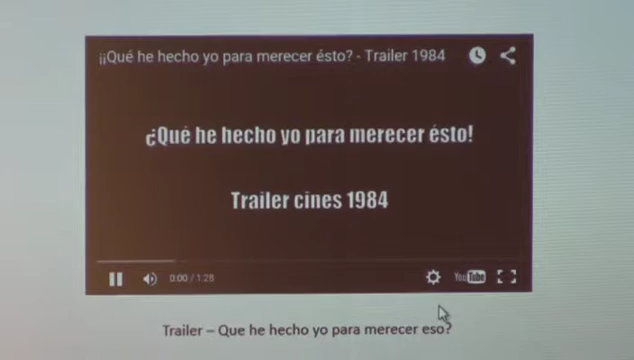 ¡¡Qué he hecho yo para merecer ésto? - Trailer 1984
¿Qué he hecho yo para merecer ésto!
Trailer cines 1984
0:00 / 1:28
YouTube
Trailer – Que he hecho yo para merecer eso?